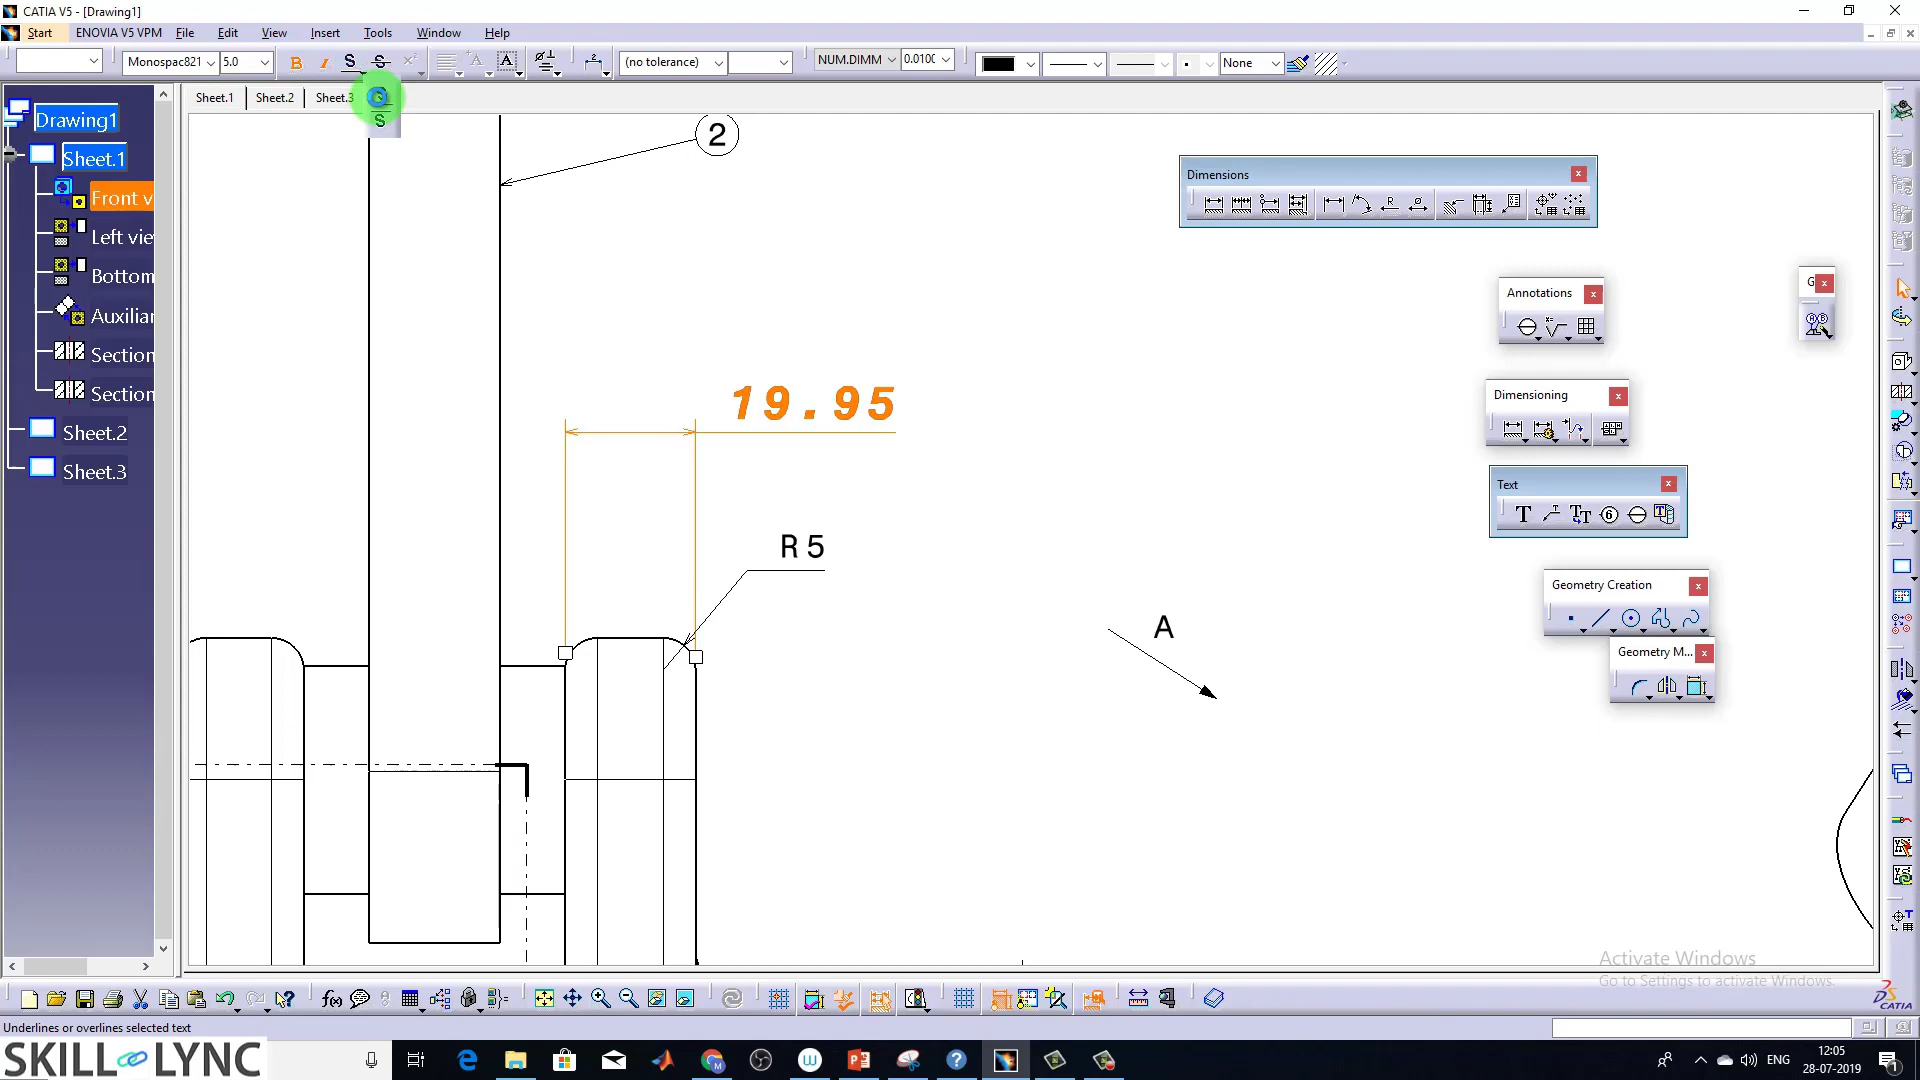 CATIA V5 - [Drawing1]
Start ENOVIA V5 VPM File Edit View Insert Tools Window Help
Monospac821 5.0 B I S S (no tolerance) NUM.DIMM 0.0100 None
Sheet.1 Sheet.2 Sheet.3
S
Drawing1
Sheet.1
Front v
Left vie
Bottom
Auxiliar
Section
Section
Sheet.2
Sheet.3
2
19.95
R 5
A
Dimensions
Annotations
G
Dimensioning
Text
Geometry Creation
Geometry M...
Activate Windows
Go to Settings to activate Windows.
Underlines or overlines selected text
CATIA
SKILL LYNC
ENG
12:05
28-07-2019